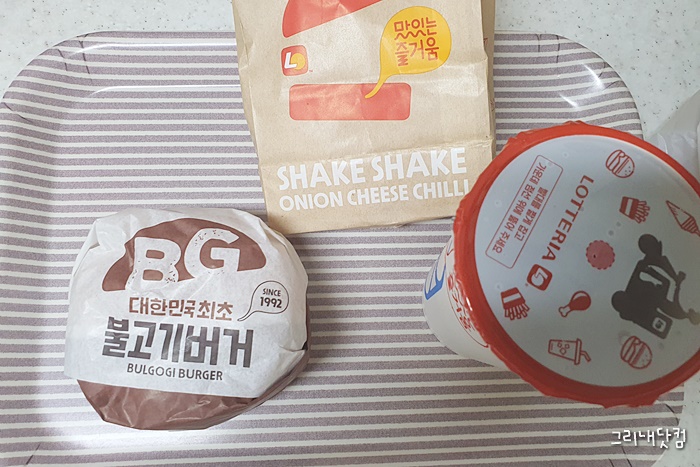 맛있는
즐거움
SHAKE SHAKE
ONION CHEESE CHILLI
BG
대한민국 최초
SINCE
1992
불고기버거
BULGOGI BURGER
LOTTERIA
그리내닷컴